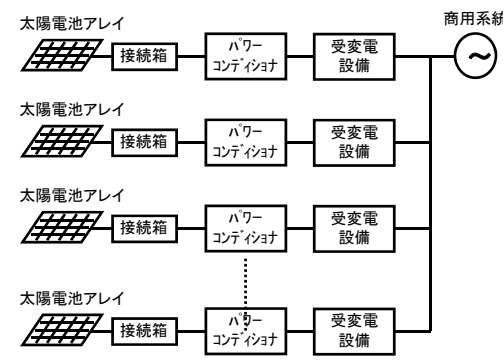 商用系統
太陽電池アレイ
接続箱
パワー
コンディショナ
受変電
設備
太陽電池アレイ
接続箱
パワー
コンディショナ
受変電
設備
太陽電池アレイ
接続箱
パワー
コンディショナ
受変電
設備
太陽電池アレイ
接続箱
パワー
コンディショナ
受変電
設備